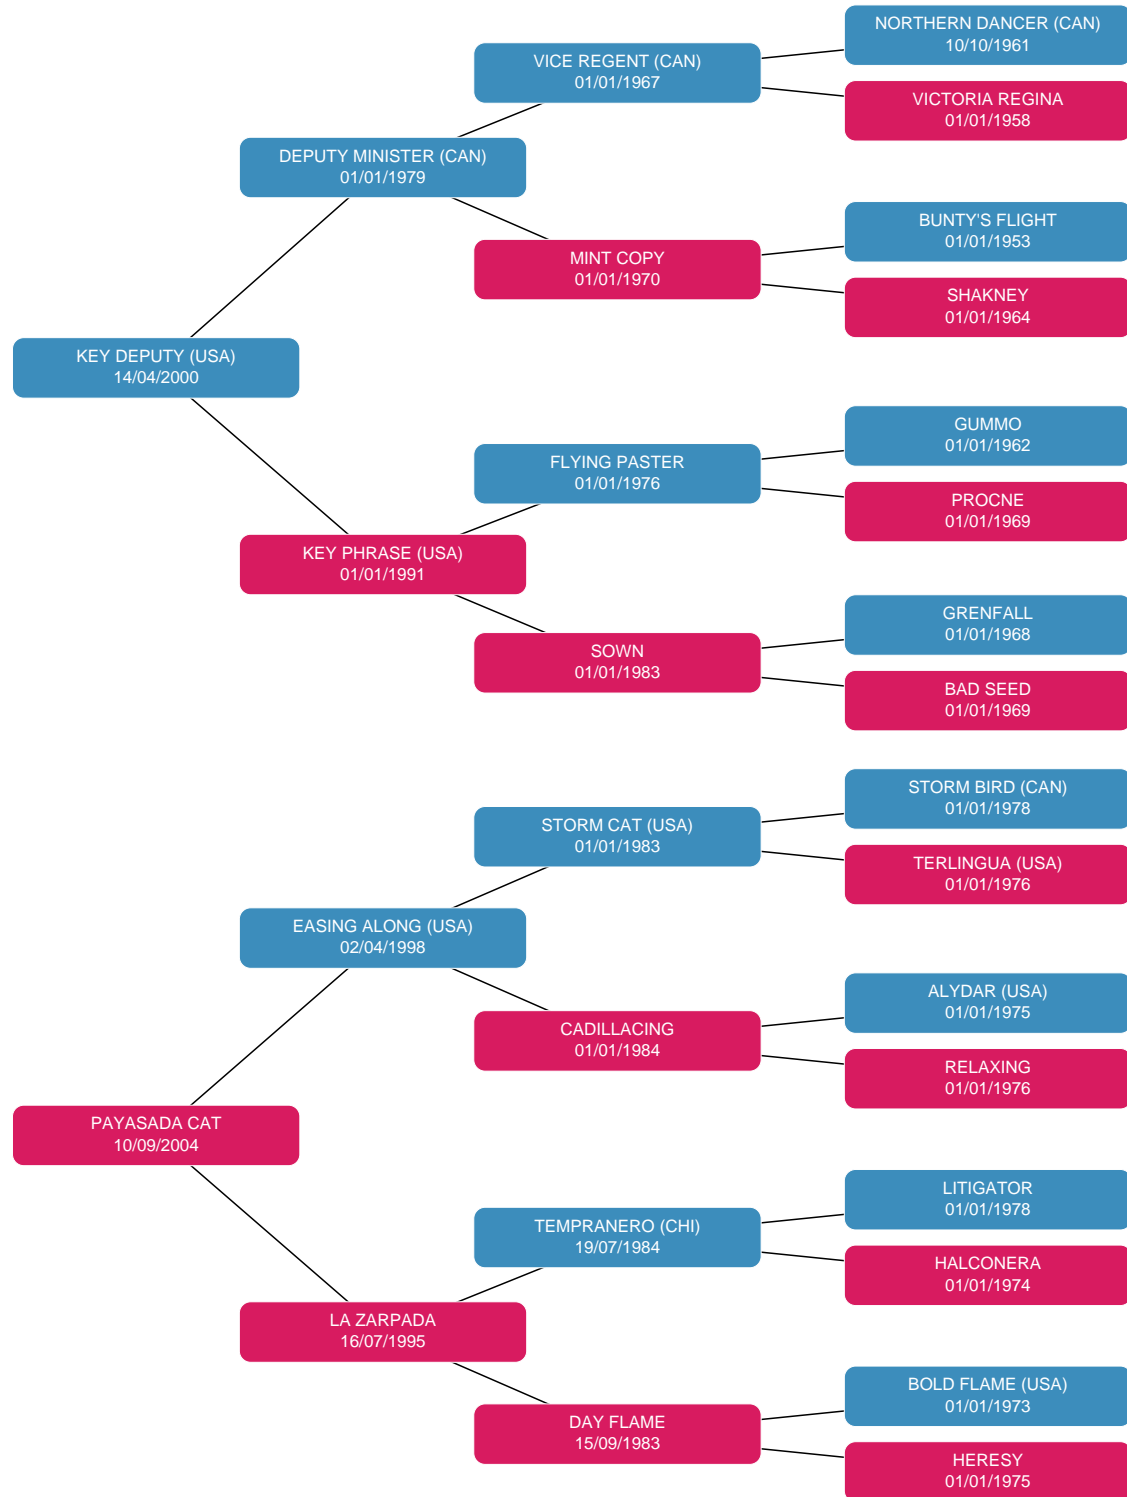 NORTHERN DANCER (CAN)
10/10/1961
VICE REGENT (CAN)
01/01/1967
VICTORIA REGINA
01/01/1958
DEPUTY MINISTER (CAN)
01/01/1979
BUNTY'S FLIGHT
01/01/1953
MINT COPY
01/01/1970
SHAKNEY
01/01/1964
KEY DEPUTY (USA)
14/04/2000
GUMMO
01/01/1962
FLYING PASTER
01/01/1976
PROCNE
01/01/1969
KEY PHRASE (USA)
01/01/1991
GRENFALL
01/01/1968
SOWN
01/01/1983
BAD SEED
01/01/1969
STORM BIRD (CAN)
01/01/1978
STORM CAT (USA)
01/01/1983
TERLINGUA (USA)
01/01/1976
EASING ALONG (USA)
02/04/1998
ALYDAR (USA)
01/01/1975
CADILLACING
01/01/1984
RELAXING
01/01/1976
PAYASADA CAT
10/09/2004
LITIGATOR
01/01/1978
TEMPRANERO (CHI)
19/07/1984
HALCONERA
01/01/1974
LA ZARPADA
16/07/1995
BOLD FLAME (USA)
01/01/1973
DAY FLAME
15/09/1983
HERESY
01/01/1975